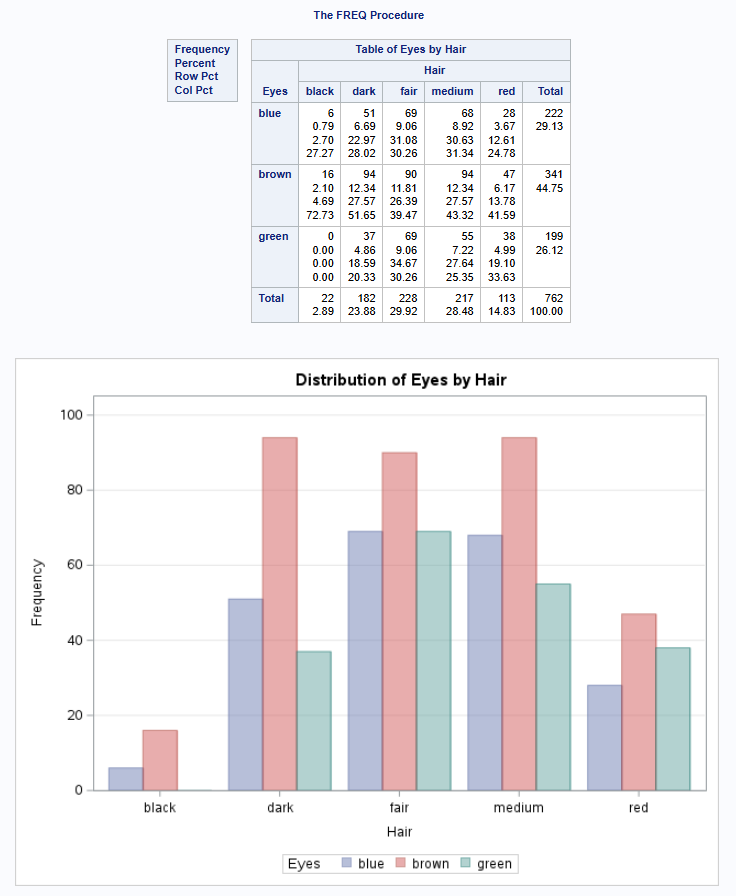 The FREQ Procedure
Frequency
Percent
Row Pct
Col Pct
Table of Eyes by Hair
Hair
Eyes black dark fair medium red Total
blue 6 51 69 68 28 222
0.79 6.69 9.06 8.92 3.67 29.13
2.70 22.97 31.08 30.63 12.61
27.27 28.02 30.26 31.34 24.78
brown 16 94 90 94 47 341
2.10 12.34 11.81 12.34 6.17 44.75
4.69 27.57 26.39 27.57 13.78
72.73 51.65 39.47 43.32 41.59
green 0 37 69 55 38 199
0.00 4.86 9.06 7.22 4.99 26.12
0.00 18.59 34.67 27.64 19.10
0.00 20.33 30.26 25.35 33.63
Total 22 182 228 217 113 762
2.89 23.88 29.92 28.48 14.83 100.00
Distribution of Eyes by Hair
100
80
60
40
20
0
Frequency
black dark fair medium red
Hair
Eyes blue brown green